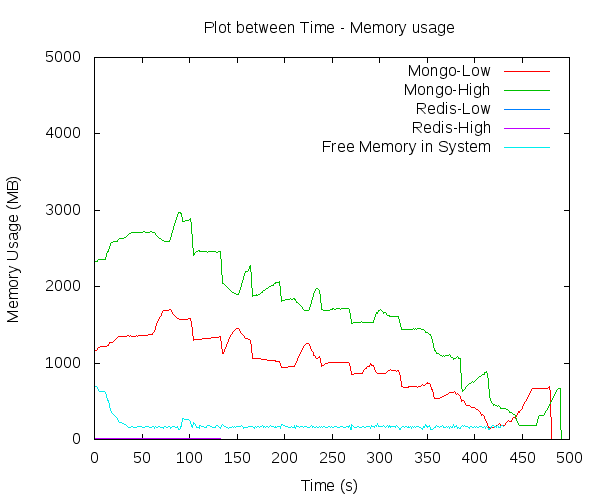 Plot between Time - Memory usage
5000
4000
3000
2000
1000
0
Memory Usage (MB)
Mongo-Low
Mongo-High
Redis-Low
Redis-High
Free Memory in System
0 50 100 150 200 250 300 350 400 450 500
Time (s)